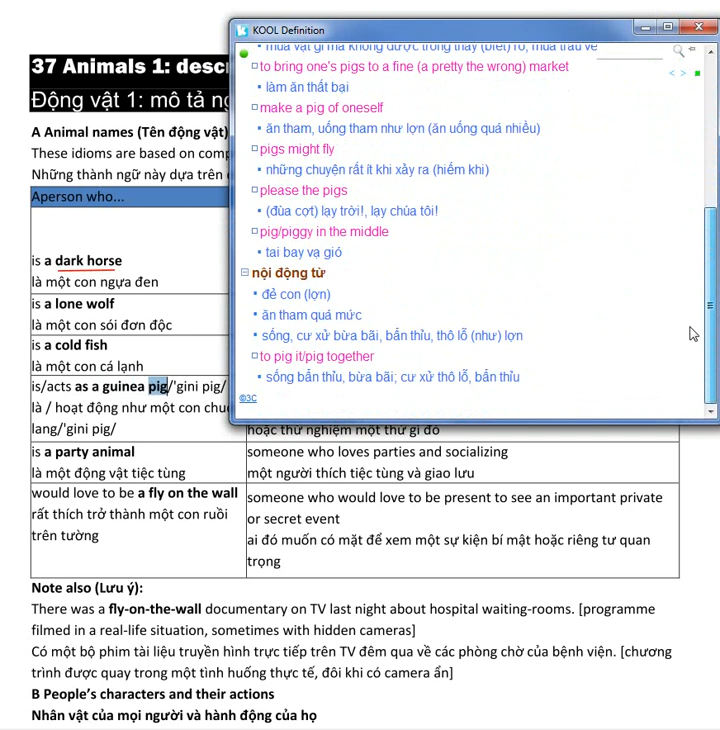 KOOL Definition
to bring one's pigs to a fine (a pretty the wrong) market
làm ăn thất bại
make a pig of oneself
ăn tham, uống tham như lợn (ăn uống quá nhiều)
pigs might fly
những chuyện rất ít khi xảy ra (hiếm khi)
please the pigs
(đùa cợt) lạy trời!, lạy chúa tôi!
pig/piggy in the middle
tai bay vạ gió
nội động từ
đẻ con (lợn)
ăn tham quá mức
sống, cư xử bừa bãi, bẩn thỉu, thô lỗ (như) lợn
to pig it/pig together
sống bẩn thỉu, bừa bãi; cư xử thô lỗ, bẩn thỉu
©3C
37 Animals 1: desc
Động vật 1: mô tả
A Animal names (Tên động vật)
These idioms are based on comp
Những thành ngữ này dựa trên
Aperson who...
is a dark horse
là một con ngựa đen
is a lone wolf
là một con sói đơn độc
is a cold fish
là một con cá lạnh
is/acts as a guinea pig/'gini pig/
là / hoạt động như một con chuộ
lang/'gini pig/
hoặc thử nghiệm một thứ gì đó
is a party animal
là một động vật tiệc tùng
someone who loves parties and socializing
một người thích tiệc tùng và giao lưu
would love to be a fly on the wall
rất thích trở thành một con ruồi
trên tường
someone who would love to be present to see an important private
or secret event
ai đó muốn có mặt để xem một sự kiện bí mật hoặc riêng tư quan
trọng
Note also (Lưu ý):
There was a fly-on-the-wall documentary on TV last night about hospital waiting-rooms. [programme
filmed in a real-life situation, sometimes with hidden cameras]
Có một bộ phim tài liệu truyền hình trực tiếp trên TV đêm qua về các phòng chờ của bệnh viện. [chương
trình được quay trong một tình huống thực tế, đôi khi có camera ẩn]
B People's characters and their actions
Nhân vật của mọi người và hành động của họ